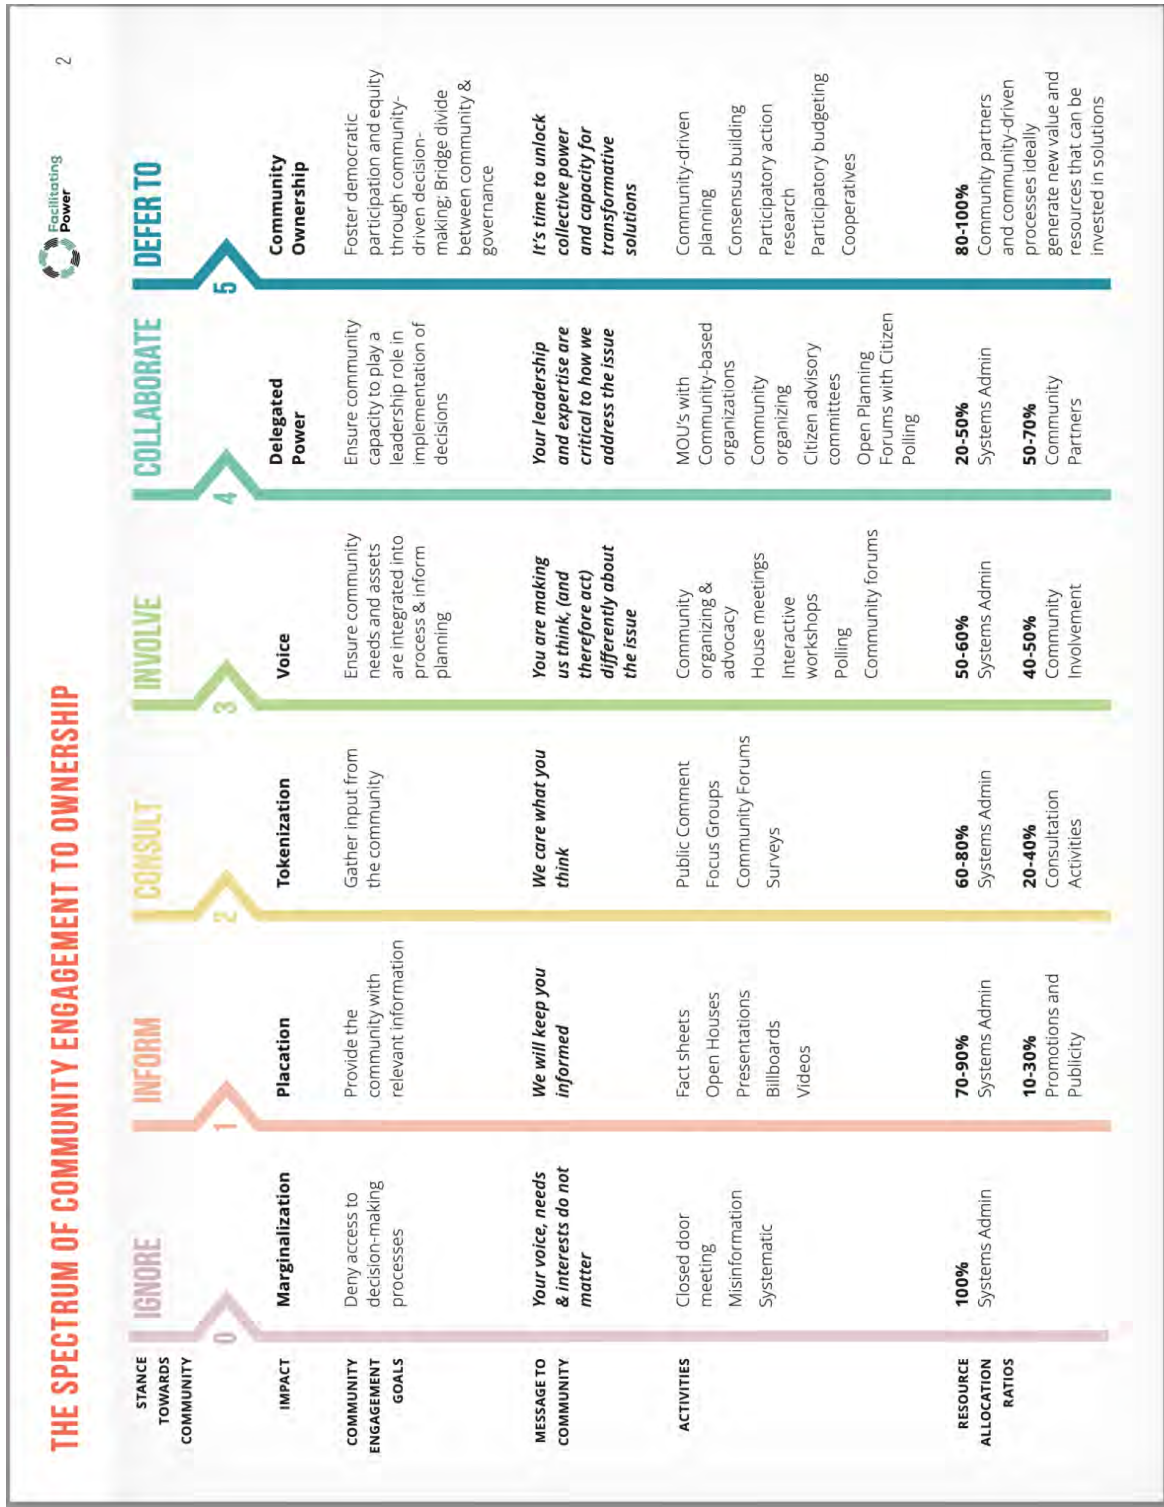 Facilitating
Power
2
THE SPECTRUM OF COMMUNITY ENGAGEMENT TO OWNERSHIP
STANCE
TOWARDS
COMMUNITY
IGNORE
0
INFORM
1
CONSULT
2
INVOLVE
3
COLLABORATE
4
DEFER TO
5
IMPACT
Marginalization
Placation
Tokenization
Voice
Delegated
Power
Community
Ownership
COMMUNITY
ENGAGEMENT
GOALS
Deny access to
decision-making
processes
Provide the
community with
relevant information
Gather input from
the community
Ensure community
needs and assets
are integrated into
process & inform
planning
Ensure community
capacity to play a
leadership role in
implementation of
decisions
Foster democratic
participation and equity
through community-
driven decision-
making; Bridge divide
between community &
governance
MESSAGE TO
COMMUNITY
Your voice, needs
& interests do not
matter
We will keep you
informed
We care what you
think
You are making
us think, (and
therefore act)
differently about
the issue
Your leadership
and expertise are
critical to how we
address the issue
It's time to unlock
collective power
and capacity for
transformative
solutions
ACTIVITIES
Closed door
meeting
Misinformation
Systematic
Fact sheets
Open Houses
Presentations
Billboards
Videos
Public Comment
Focus Groups
Community Forums
Surveys
Community
organizing &
advocacy
House meetings
Interactive
workshops
Polling
Community forums
MOU's with
Community-based
organizations
Community
organizing
Citizen advisory
committees
Open Planning
Forums with Citizen
Polling
Community-driven
planning
Consensus building
Participatory action
research
Participatory budgeting
Cooperatives
RESOURCE
ALLOCATION
RATIOS
100%
Systems Admin
70-90%
Systems Admin
10-30%
Promotions and
Publicity
60-80%
Systems Admin
20-40%
Consultation
Activities
50-60%
Systems Admin
40-50%
Community
Involvement
20-50%
Systems Admin
50-70%
Community
Partners
80-100%
Community partners
and community-driven
processes ideally
generate new value and
resources that can be
invested in solutions